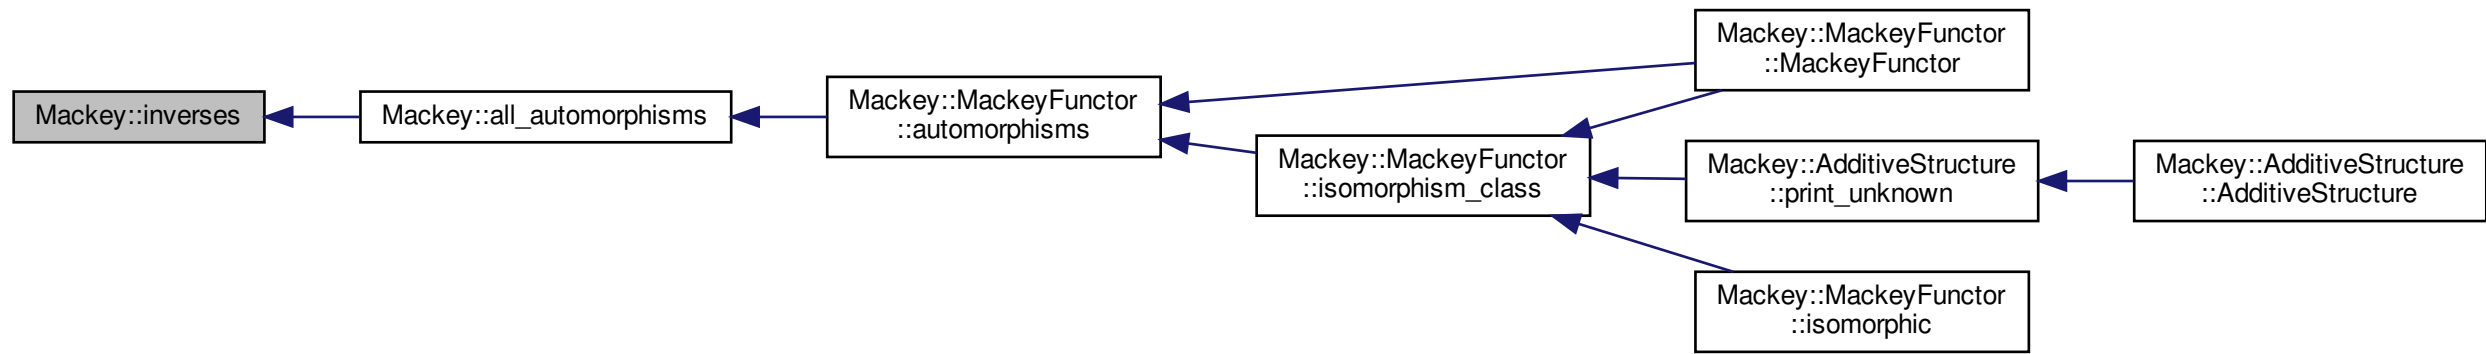 Mackey::inverses
Mackey::all_automorphisms
Mackey::MackeyFunctor
::automorphisms
Mackey::MackeyFunctor
::MackeyFunctor
Mackey::MackeyFunctor
::isomorphism_class
Mackey::AdditiveStructure
::print_unknown
Mackey::AdditiveStructure
::AdditiveStructure
Mackey::MackeyFunctor
::isomorphic